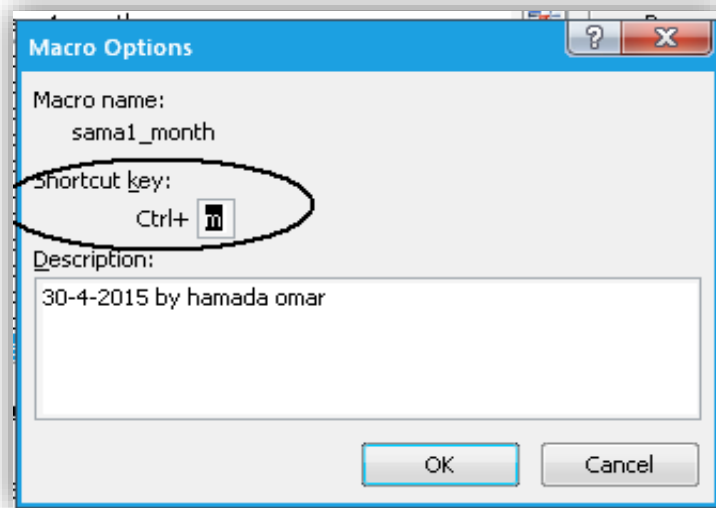 Macro Options
?
Macro name:
sama1_month
Shortcut key:
Ctrl+ m
Description:
30-4-2015 by hamada omar
OK Cancel